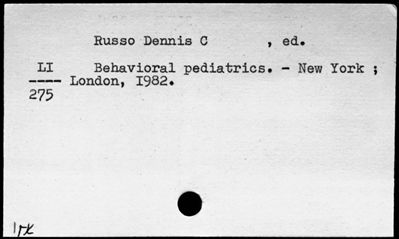 Russo Dennis C , ed.
LI Behavioral pediatrics. - New York ;
---- London, 1982.
275